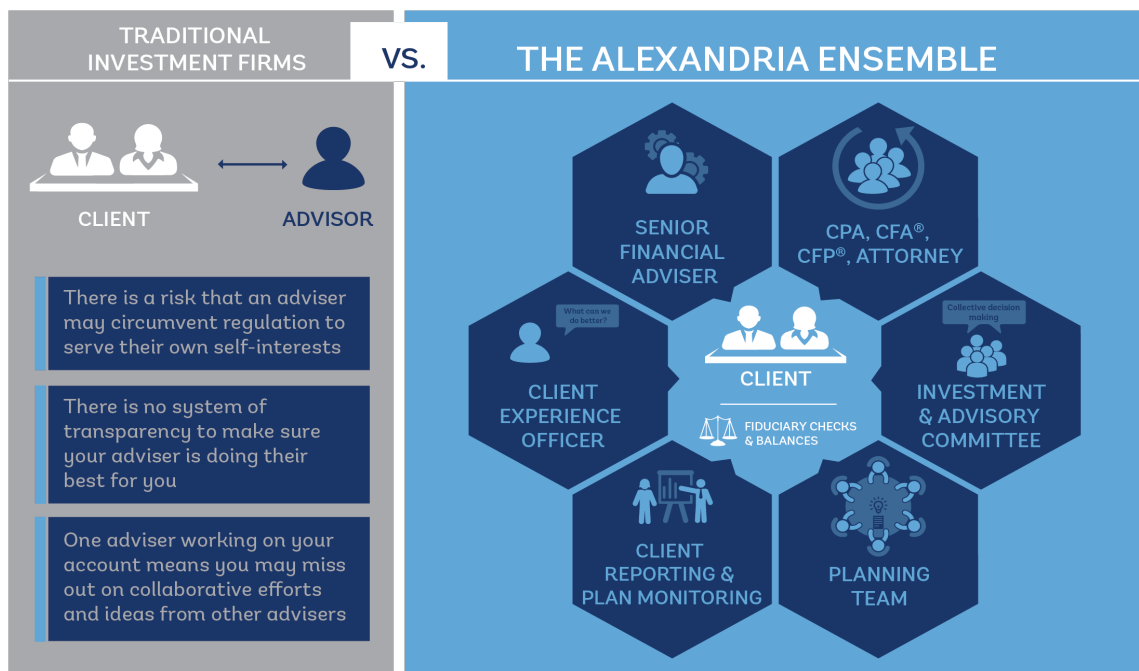 TRADITIONAL
INVESTMENT FIRMS
VS.
THE ALEXANDRIA ENSEMBLE
CLIENT
ADVISOR
There is a risk that an adviser
may circumvent regulation to
serve their own self-interests
There is no system of
transparency to make sure
your adviser is doing their
best for you
One adviser working on your
account means you may miss
out on collaborative efforts
and ideas from other advisers
SENIOR
FINANCIAL
ADVISER
CPA, CFA®,
CFP®, ATTORNEY
What can we
do better?
CLIENT
EXPERIENCE
OFFICER
CLIENT
FIDUCIARY CHECKS
& BALANCES
Collective decision
making
INVESTMENT
& ADVISORY
COMMITTEE
CLIENT
REPORTING &
PLAN MONITORING
PLANNING
TEAM